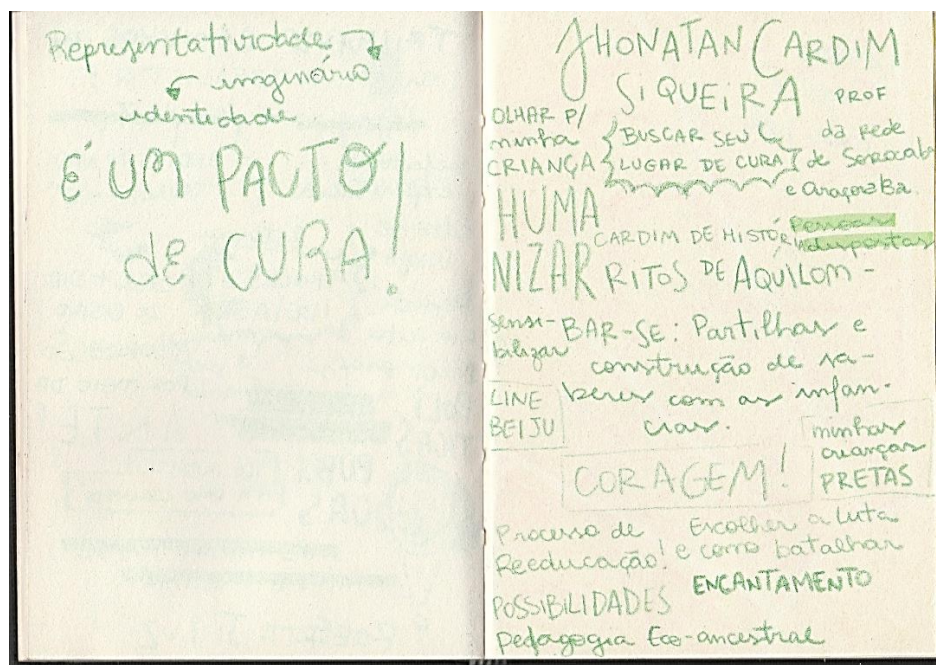 Representatividade
imaginário
identidade
É UM PACTO
de CURA!
JHONATAN CARDIM
SIQUEIRA
PROF
da Rede
de Sorocaba
e Araçoiaba.
OLHAR P/
minha
CRIANÇA
BUSCAR SEU
LUGAR DE CURA
HUMA
NIZAR
CARDIM DE HISTÓRIA
Pessoas
dispostas
RITOS DE AQUILOM-
BAR-SE: Partilhas e
construção de sa-
beres com as infân-
cias.
Sensi-
bilizar
LINE
BEIJU
minhas
crianças
PRETAS
CORAGEM!
Processo de
Reeducação!
Escolher a luta
e como batalhar
ENCANTAMENTO
POSSIBILIDADES
Pedagogia Eco-ancestral